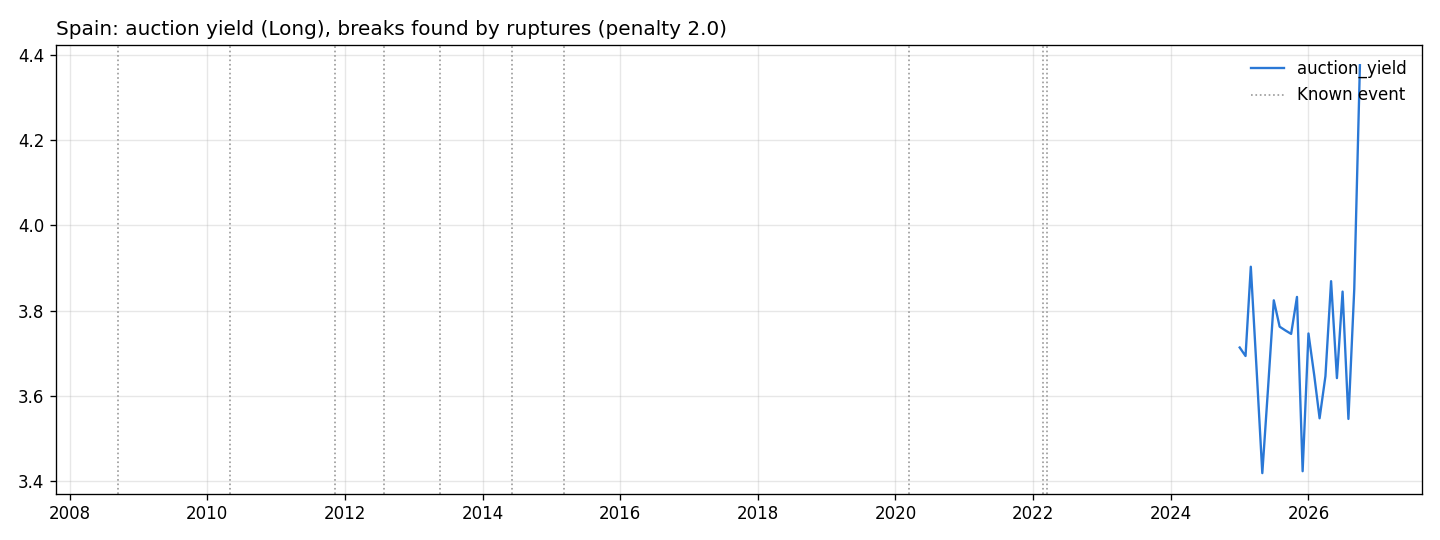 Spain: auction yield (Long), breaks found by ruptures (penalty 2.0)
4.4
4.2
4.0
3.8
3.6
3.4
auction_yield
Known event
2008 2010 2012 2014 2016 2018 2020 2022 2024 2026